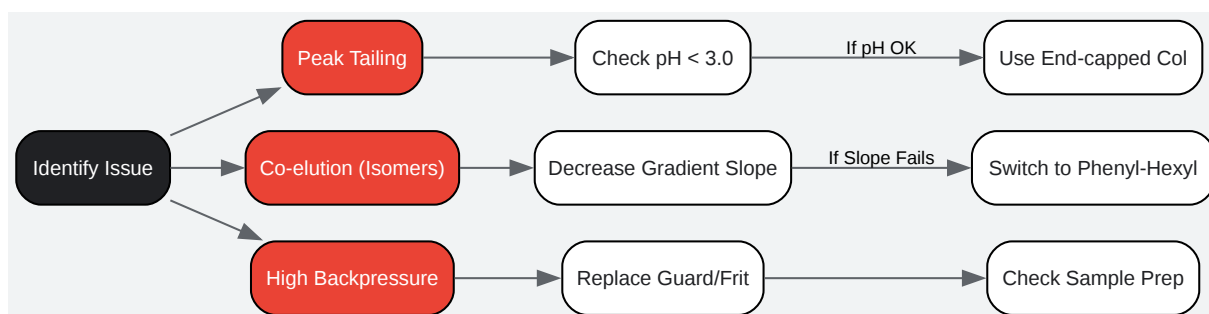 Peak Tailing
Check pH < 3.0
If pH OK
Use End-capped Col
Identify Issue
Co-elution (Isomers)
Decrease Gradient Slope
If Slope Fails
Switch to Phenyl-Hexyl
High Backpressure
Replace Guard/Frit
Check Sample Prep